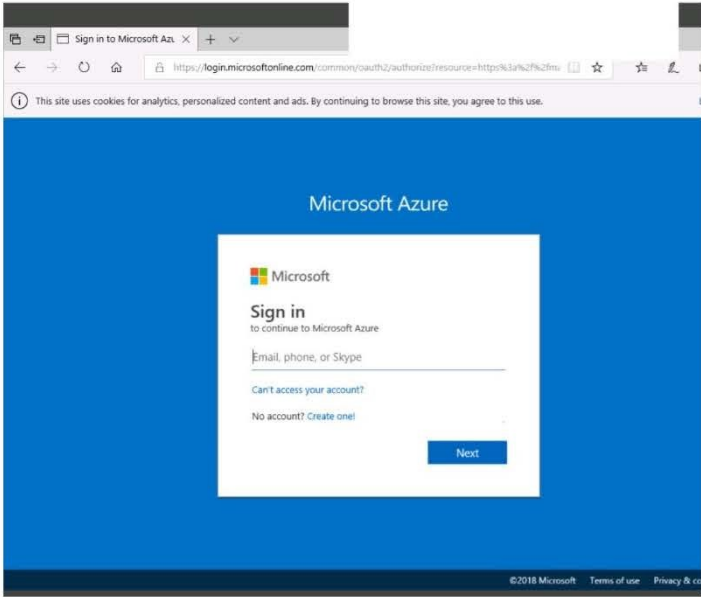 Sign in to Microsoft Az
https://login.microsoftonline.com/common/oauth2/authorize?resource=https%3a%2f%2fm
This site uses cookies for analytics, personalized content and ads. By continuing to browse this site, you agree to this use.
Microsoft Azure
Microsoft
Sign in
to continue to Microsoft Azure
Email, phone, or Skype
Can't access your account?
No account? Create one!
Next
©2018 Microsoft Terms of use Privacy & co